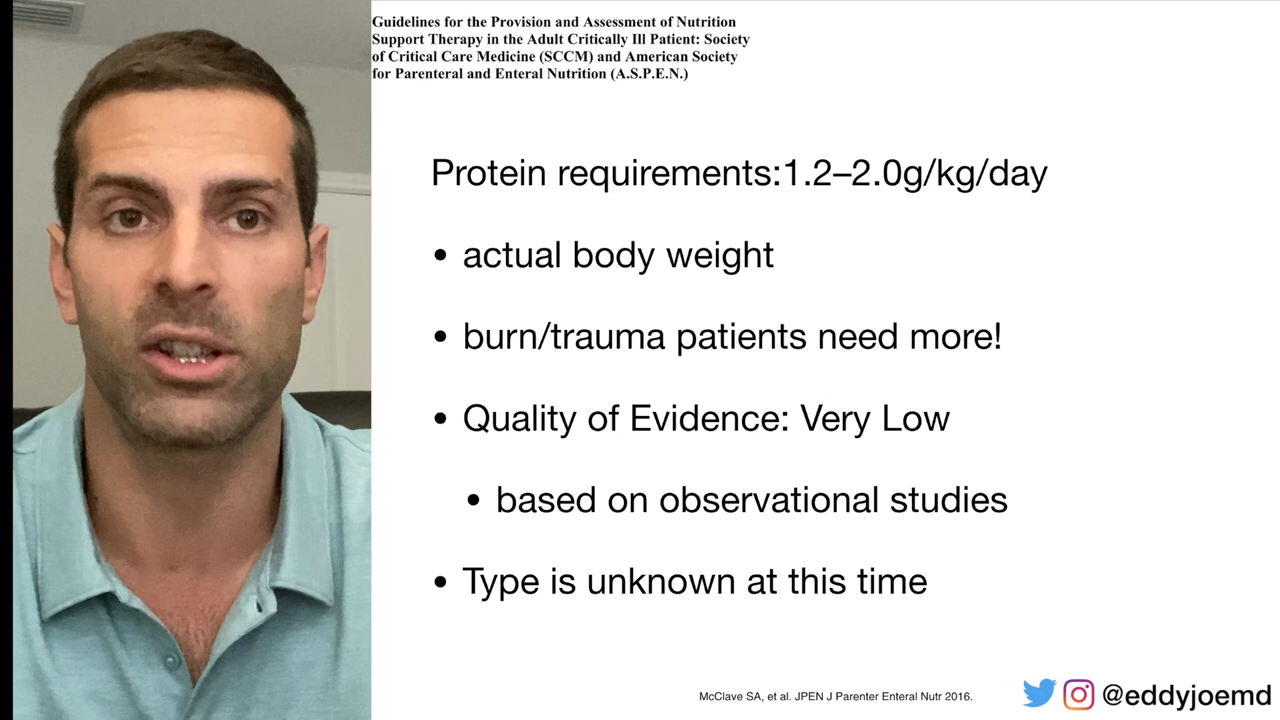 Guidelines for the Provision and Assessment of Nutrition
Support Therapy in the Adult Critically Ill Patient: Society
of Critical Care Medicine (SCCM) and American Society
for Parenteral and Enteral Nutrition (A.S.P.E.N.)
Protein requirements:1.2–2.0g/kg/day
• actual body weight
• burn/trauma patients need more!
• Quality of Evidence: Very Low
• based on observational studies
• Type is unknown at this time
McClave SA, et al. JPEN J Parenter Enteral Nutr 2016.
@eddyjoemd